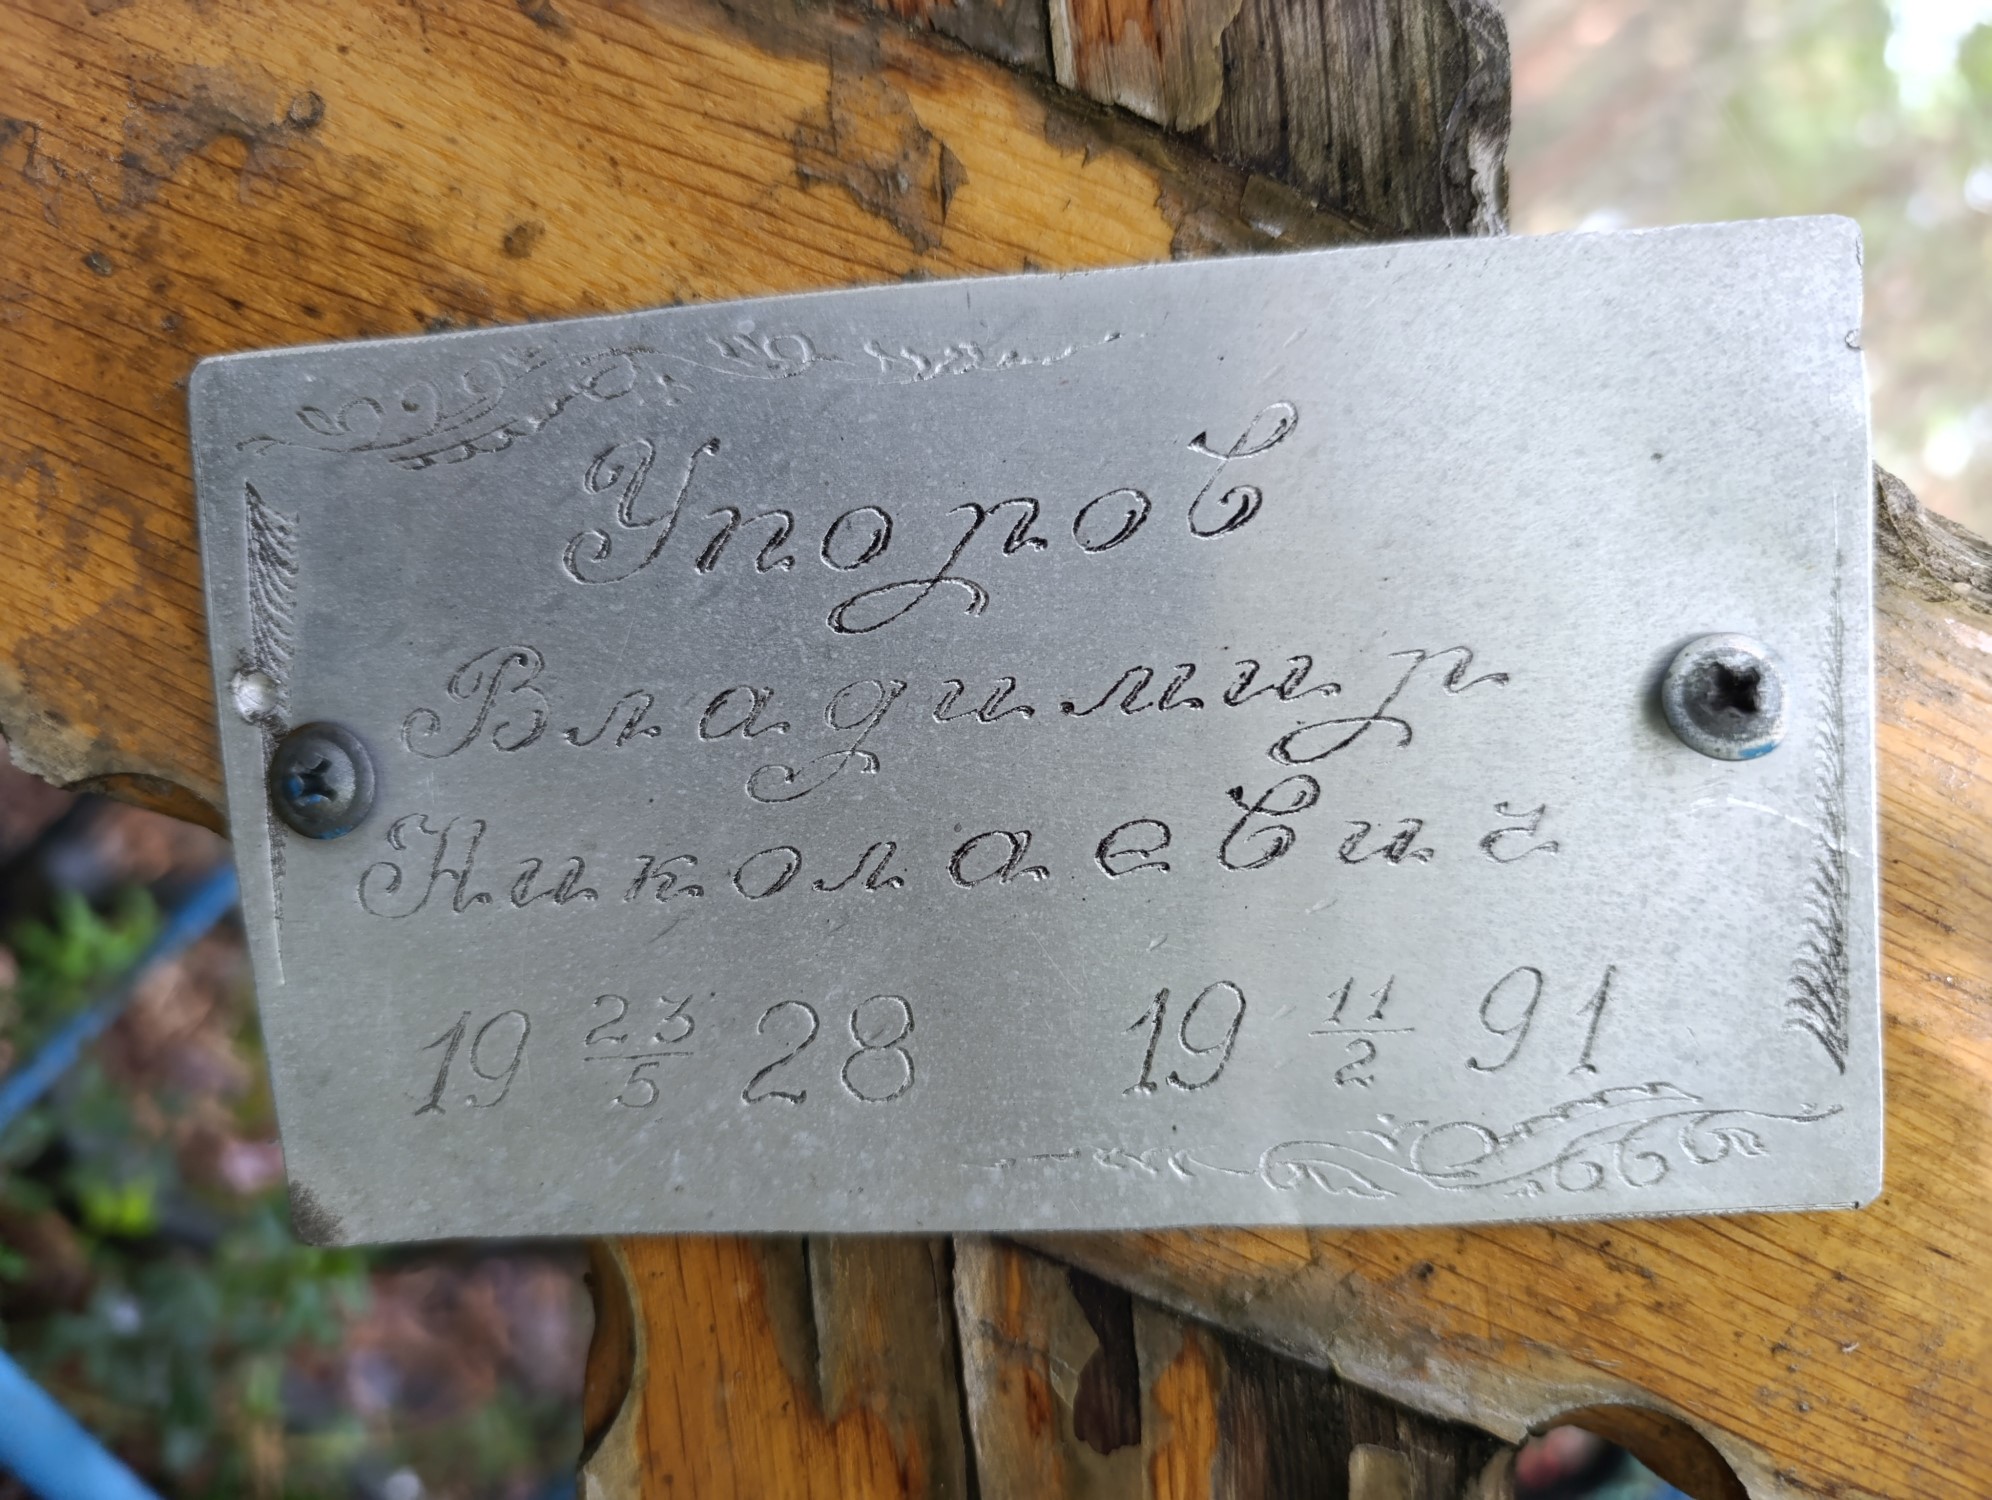 Упоров
Владимир
Николаевич
19 23/5 28 19 11/2 91